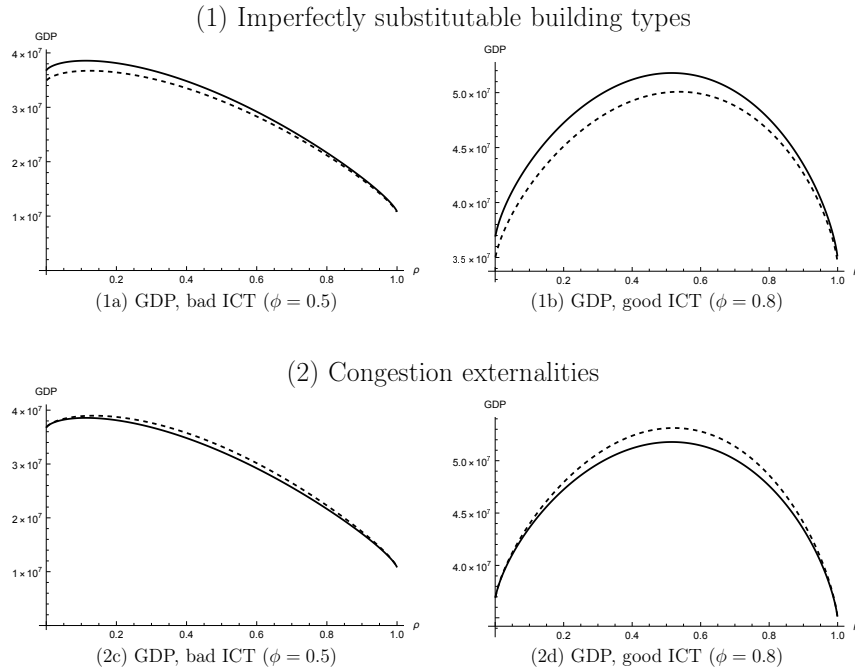 (1) Imperfectly substitutable building types
GDP
4 × 10⁷
3 × 10⁷
2 × 10⁷
1 × 10⁷
0.2 0.4 0.6 0.8 1.0 ρ
(1a) GDP, bad ICT (ϕ = 0.5)
GDP
5.0 × 10⁷
4.5 × 10⁷
4.0 × 10⁷
3.5 × 10⁷
0.2 0.4 0.6 0.8 1.0
(1b) GDP, good ICT (ϕ = 0.8)
(2) Congestion externalities
GDP
4 × 10⁷
3 × 10⁷
2 × 10⁷
1 × 10⁷
0.2 0.4 0.6 0.8 1.0 ρ
(2c) GDP, bad ICT (ϕ = 0.5)
GDP
5.0 × 10⁷
4.5 × 10⁷
4.0 × 10⁷
0.2 0.4 0.6 0.8 1.0
(2d) GDP, good ICT (ϕ = 0.8)